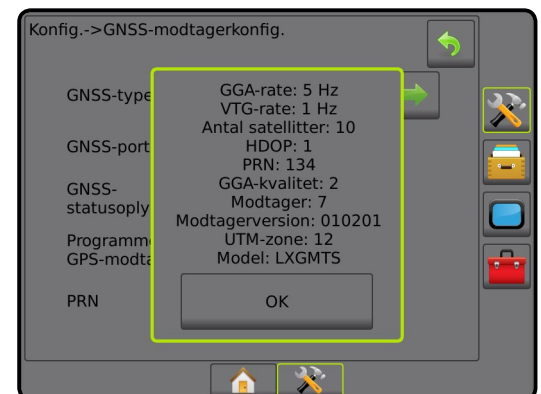 Konfig.->GNSS-modtagerkonfig.
GNSS-type
GNSS-port
GNSS-
statusoply
Programme
GPS-modta
PRN
GGA-rate: 5 Hz
VTG-rate: 1 Hz
Antal satellitter: 10
HDOP: 1
PRN: 134
GGA-kvalitet: 2
Modtager: 7
Modtagerversion: 010201
UTM-zone: 12
Model: LXGMTS
OK